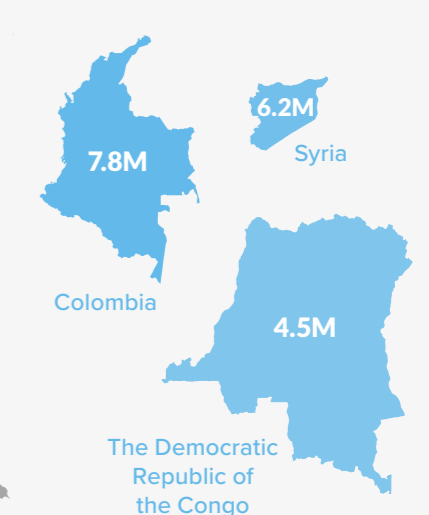 6.2M
7.8M
Syria
Colombia
4.5M
The Democratic
Republic of
the Congo